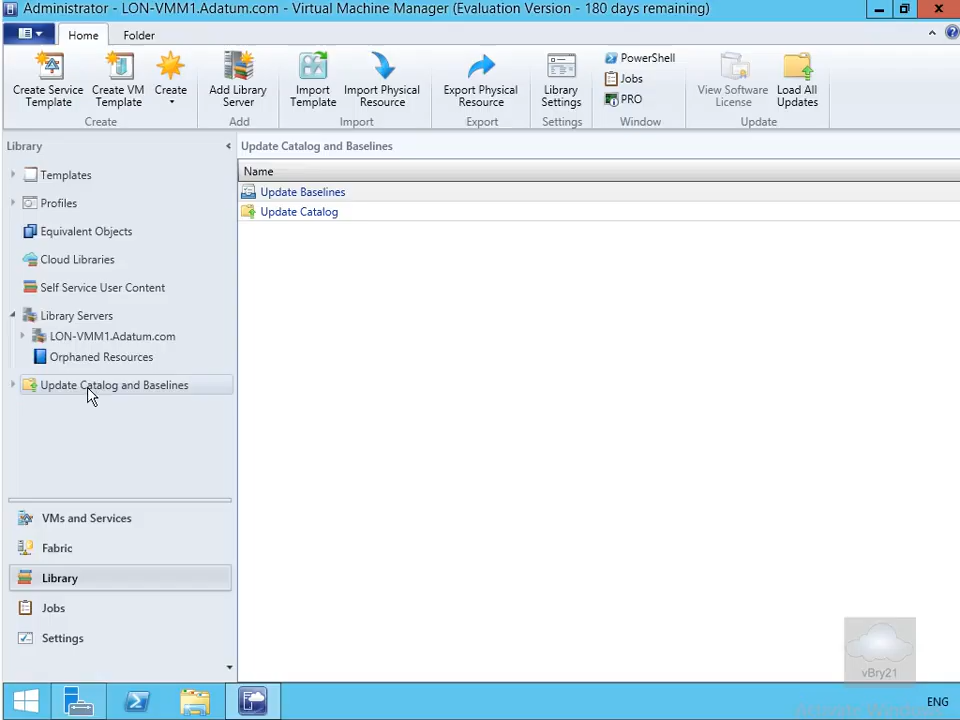 Administrator - LON-VMM1.Adatum.com - Virtual Machine Manager (Evaluation Version - 180 days remaining)
Home
Folder
Create Service Template
Create VM Template
Create
Add Library Server
Import Template
Import Physical Resource
Export Physical Resource
Library Settings
PowerShell
Jobs
PRO
View Software License
Load All Updates
Create
Add
Import
Export
Settings
Window
Update
Library
Templates
Profiles
Equivalent Objects
Cloud Libraries
Self Service User Content
Library Servers
LON-VMM1.Adatum.com
Orphaned Resources
Update Catalog and Baselines
VMs and Services
Fabric
Library
Jobs
Settings
Update Catalog and Baselines
Name
Update Baselines
Update Catalog
vBry21
Activate Windows
ENG